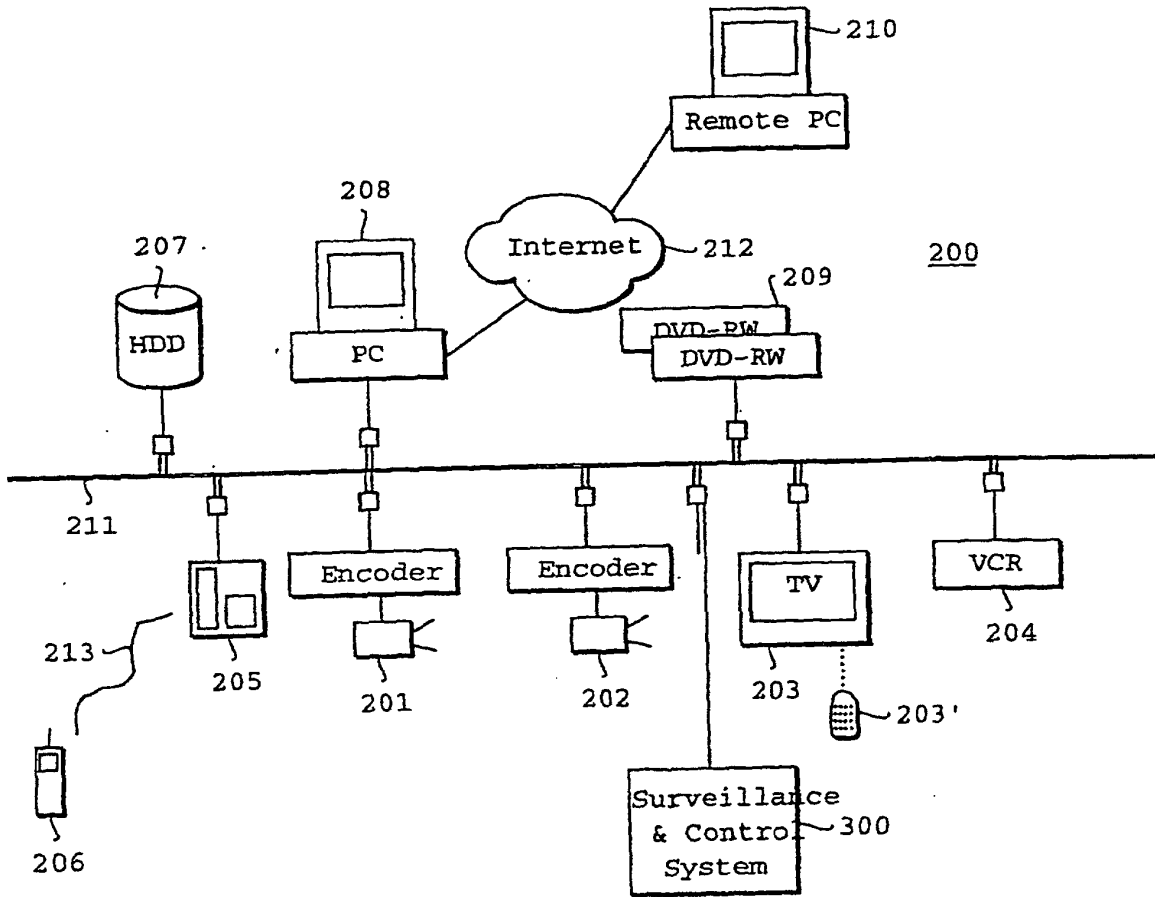 210
Remote PC
208
Internet
212
200
207
209
HDD
PC
DVD-RW
DVD-RW
211
Encoder
Encoder
TV
VCR
213
205
201
202
203
204
203'
206
Surveillance
& Control
System
300